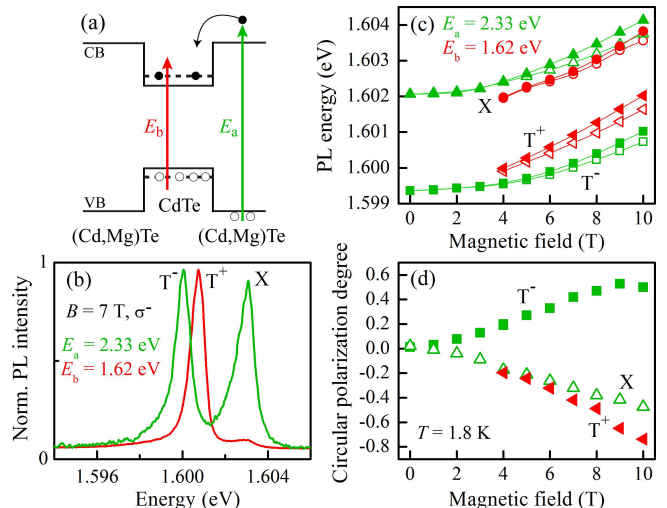 (a)
CB
E_b
E_a
VB
CdTe
(Cd,Mg)Te
(Cd,Mg)Te
(b)
Norm. PL intensity
1
0
T⁻
T⁺
X
B = 7 T, σ⁻
E_a = 2.33 eV
E_b = 1.62 eV
1.596
1.600
1.604
Energy (eV)
(c)
PL energy (eV)
1.604
1.602
1.601
1.600
1.599
E_a = 2.33 eV
E_b = 1.62 eV
X
T⁺
T⁻
0
2
4
6
8
10
Magnetic field (T)
(d)
Circular polarization degree
0.6
0.4
0.2
0.0
-0.2
-0.4
-0.6
-0.8
T⁻
X
T⁺
T = 1.8 K
0
2
4
6
8
10
Magnetic field (T)